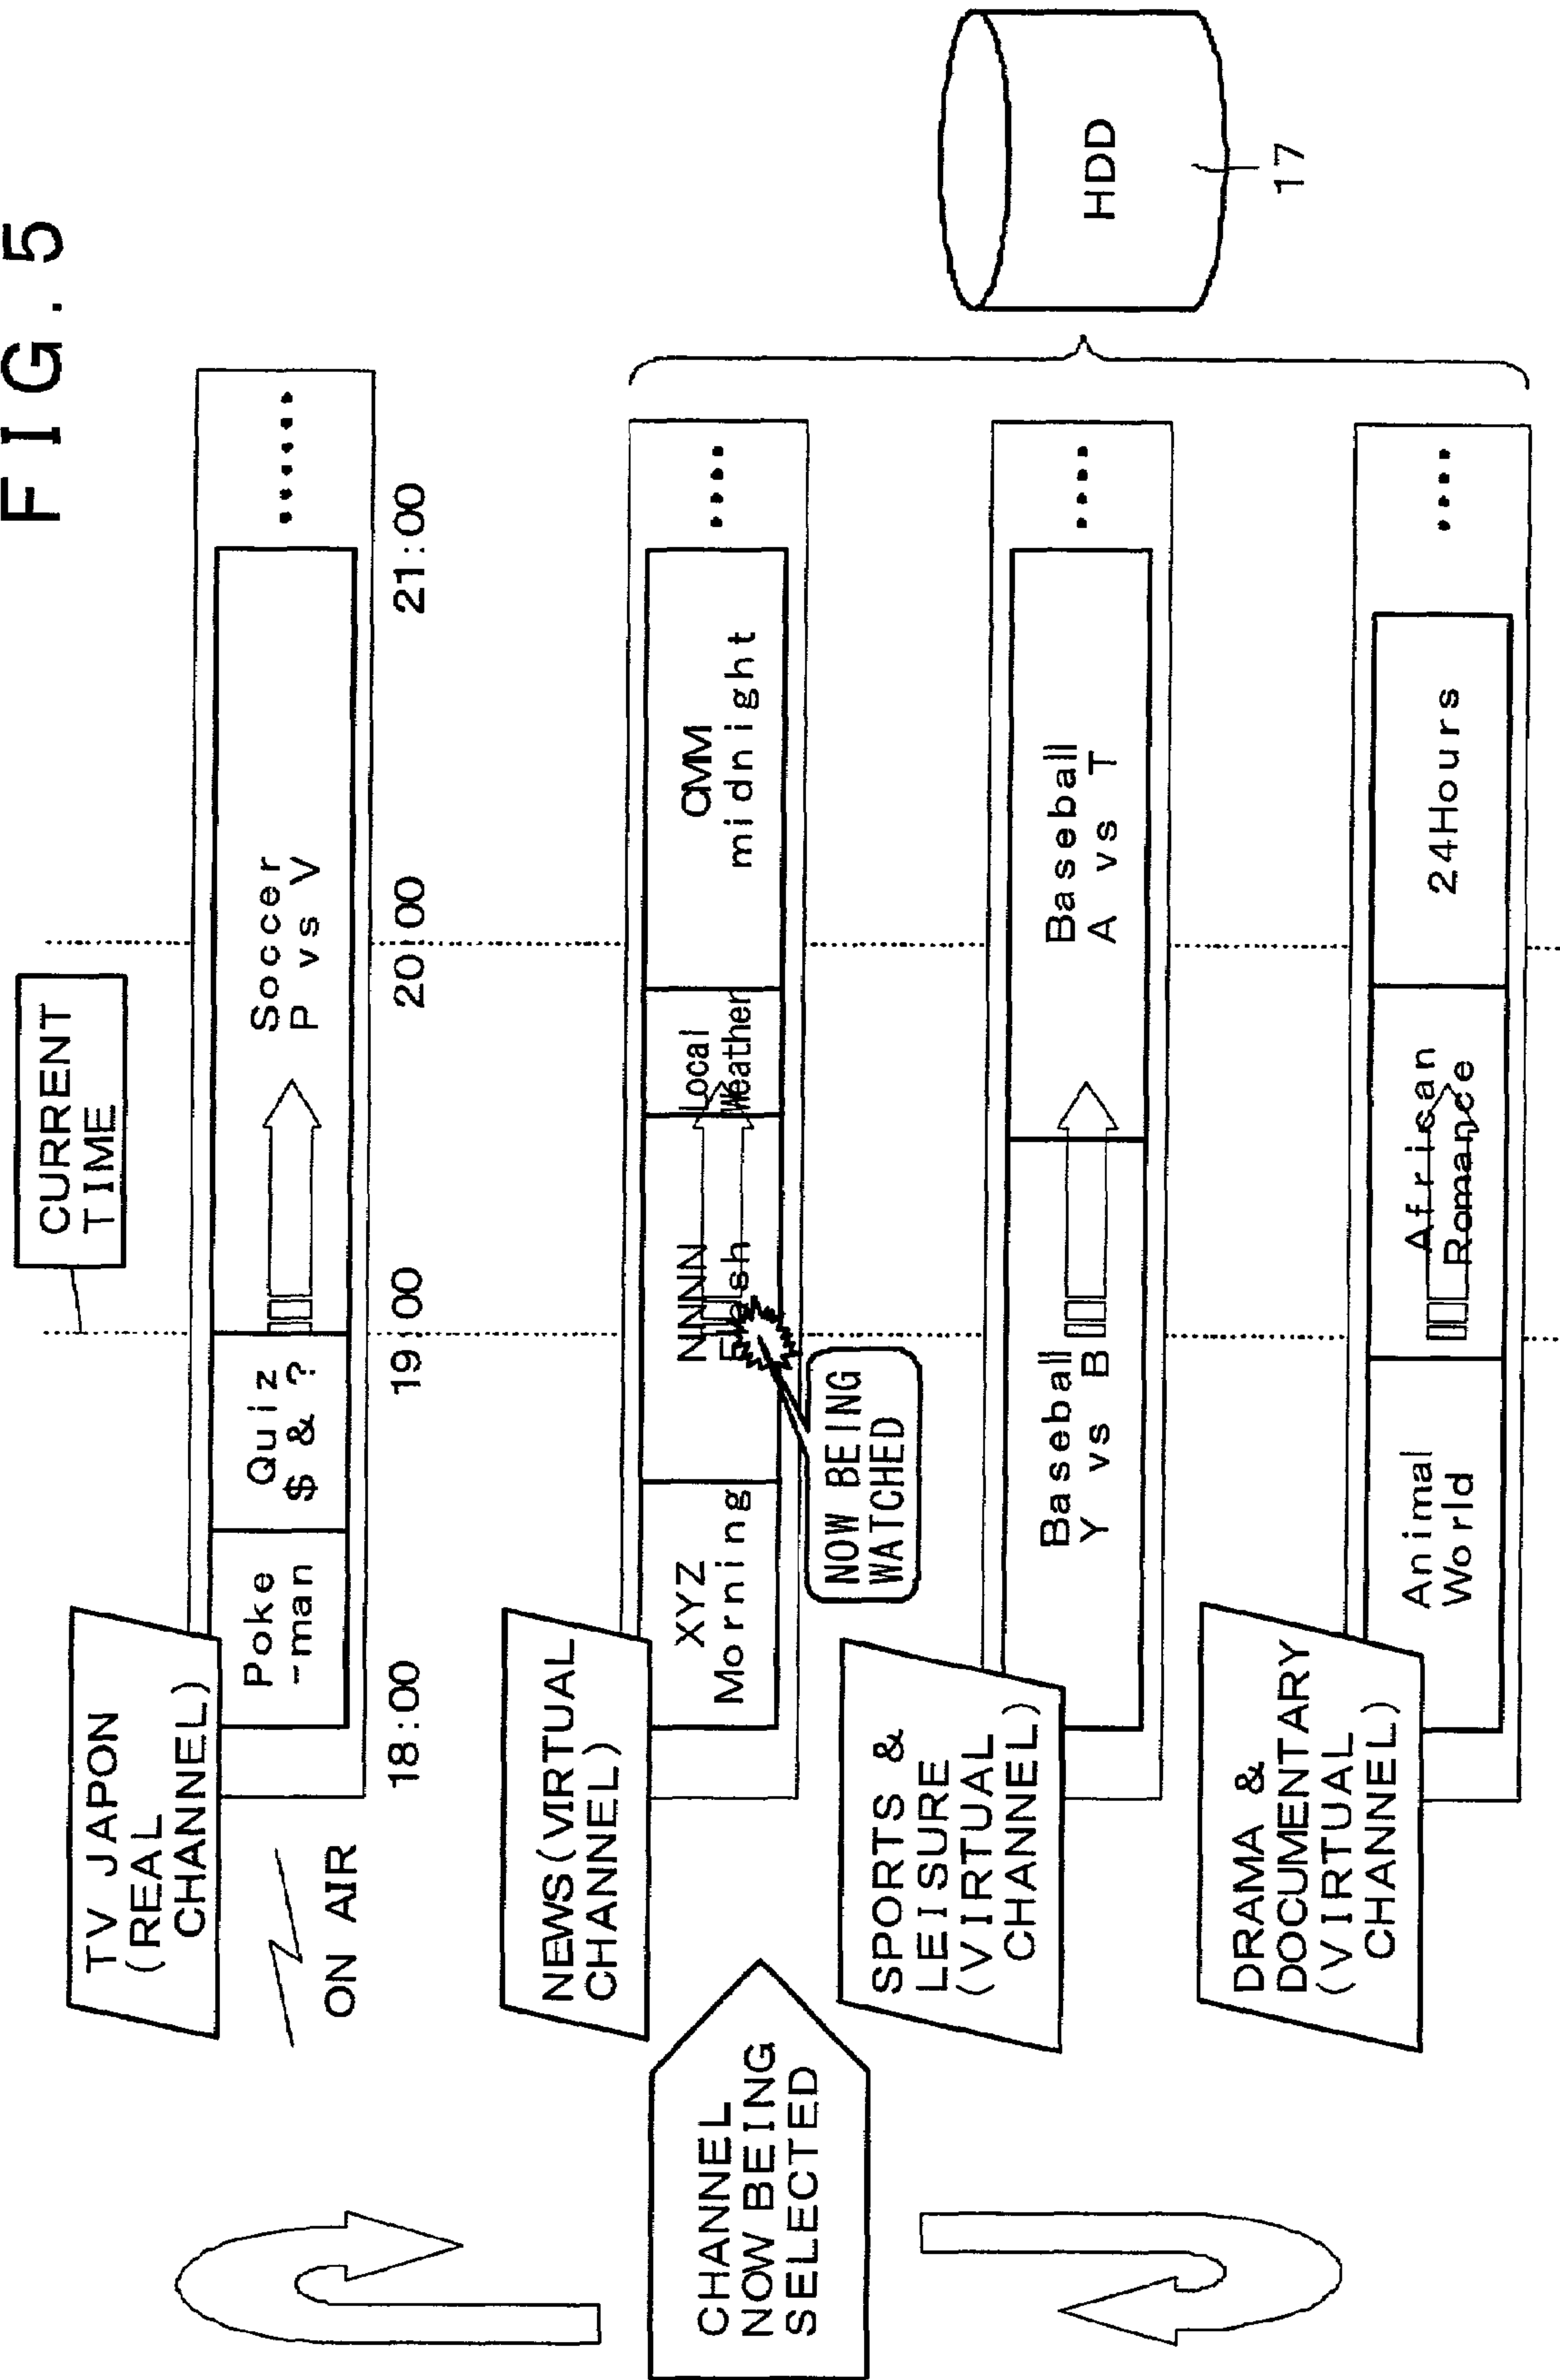 FIG. 5
CURRENT
TIME
TV JAPON
(REAL
CHANNEL)
Poke
-man
Quiz
$ & ?
Soccer
P vs V
......
ON AIR
18:00
19:00
20:00
21:00
NEWS(VIRTUAL
CHANNEL)
XYZ
Morning
NNNN
Flash
Local
Weather
CMM
midnight
....
NOW BEING
WATCHED
CHANNEL
NOW BEING
SELECTED
SPORTS &
LEISURE
(VIRTUAL
CHANNEL)
Baseball
Y vs B
Baseball
A vs T
....
HDD
17
DRAMA &
DOCUMENTARY
(VIRTUAL
CHANNEL)
Animal
World
Romance
24Hours
....